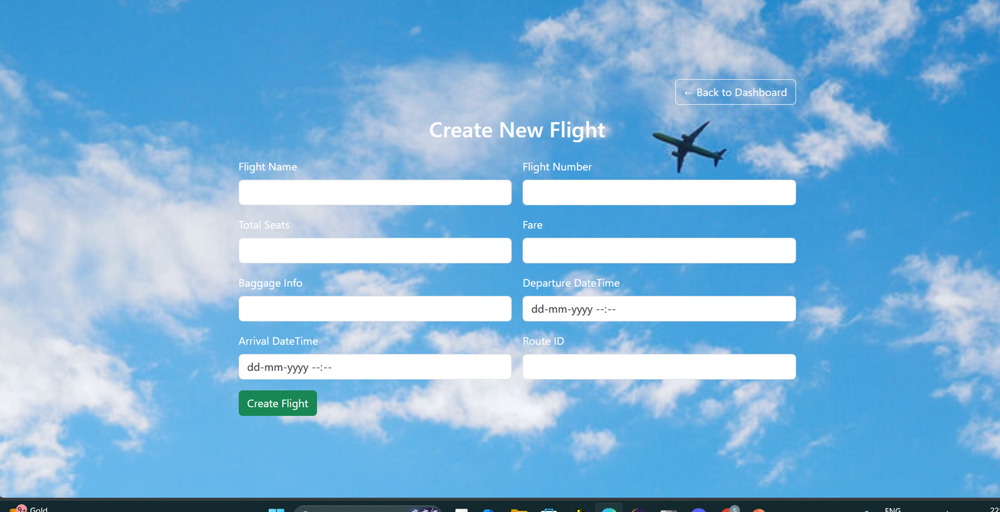 ← Back to Dashboard
Create New Flight
Flight Name Flight Number
Total Seats Fare
Baggage Info Departure DateTime
dd-mm-yyyy --:--
Arrival DateTime Route ID
dd-mm-yyyy --:--
Create Flight
9+ Gold
ENG